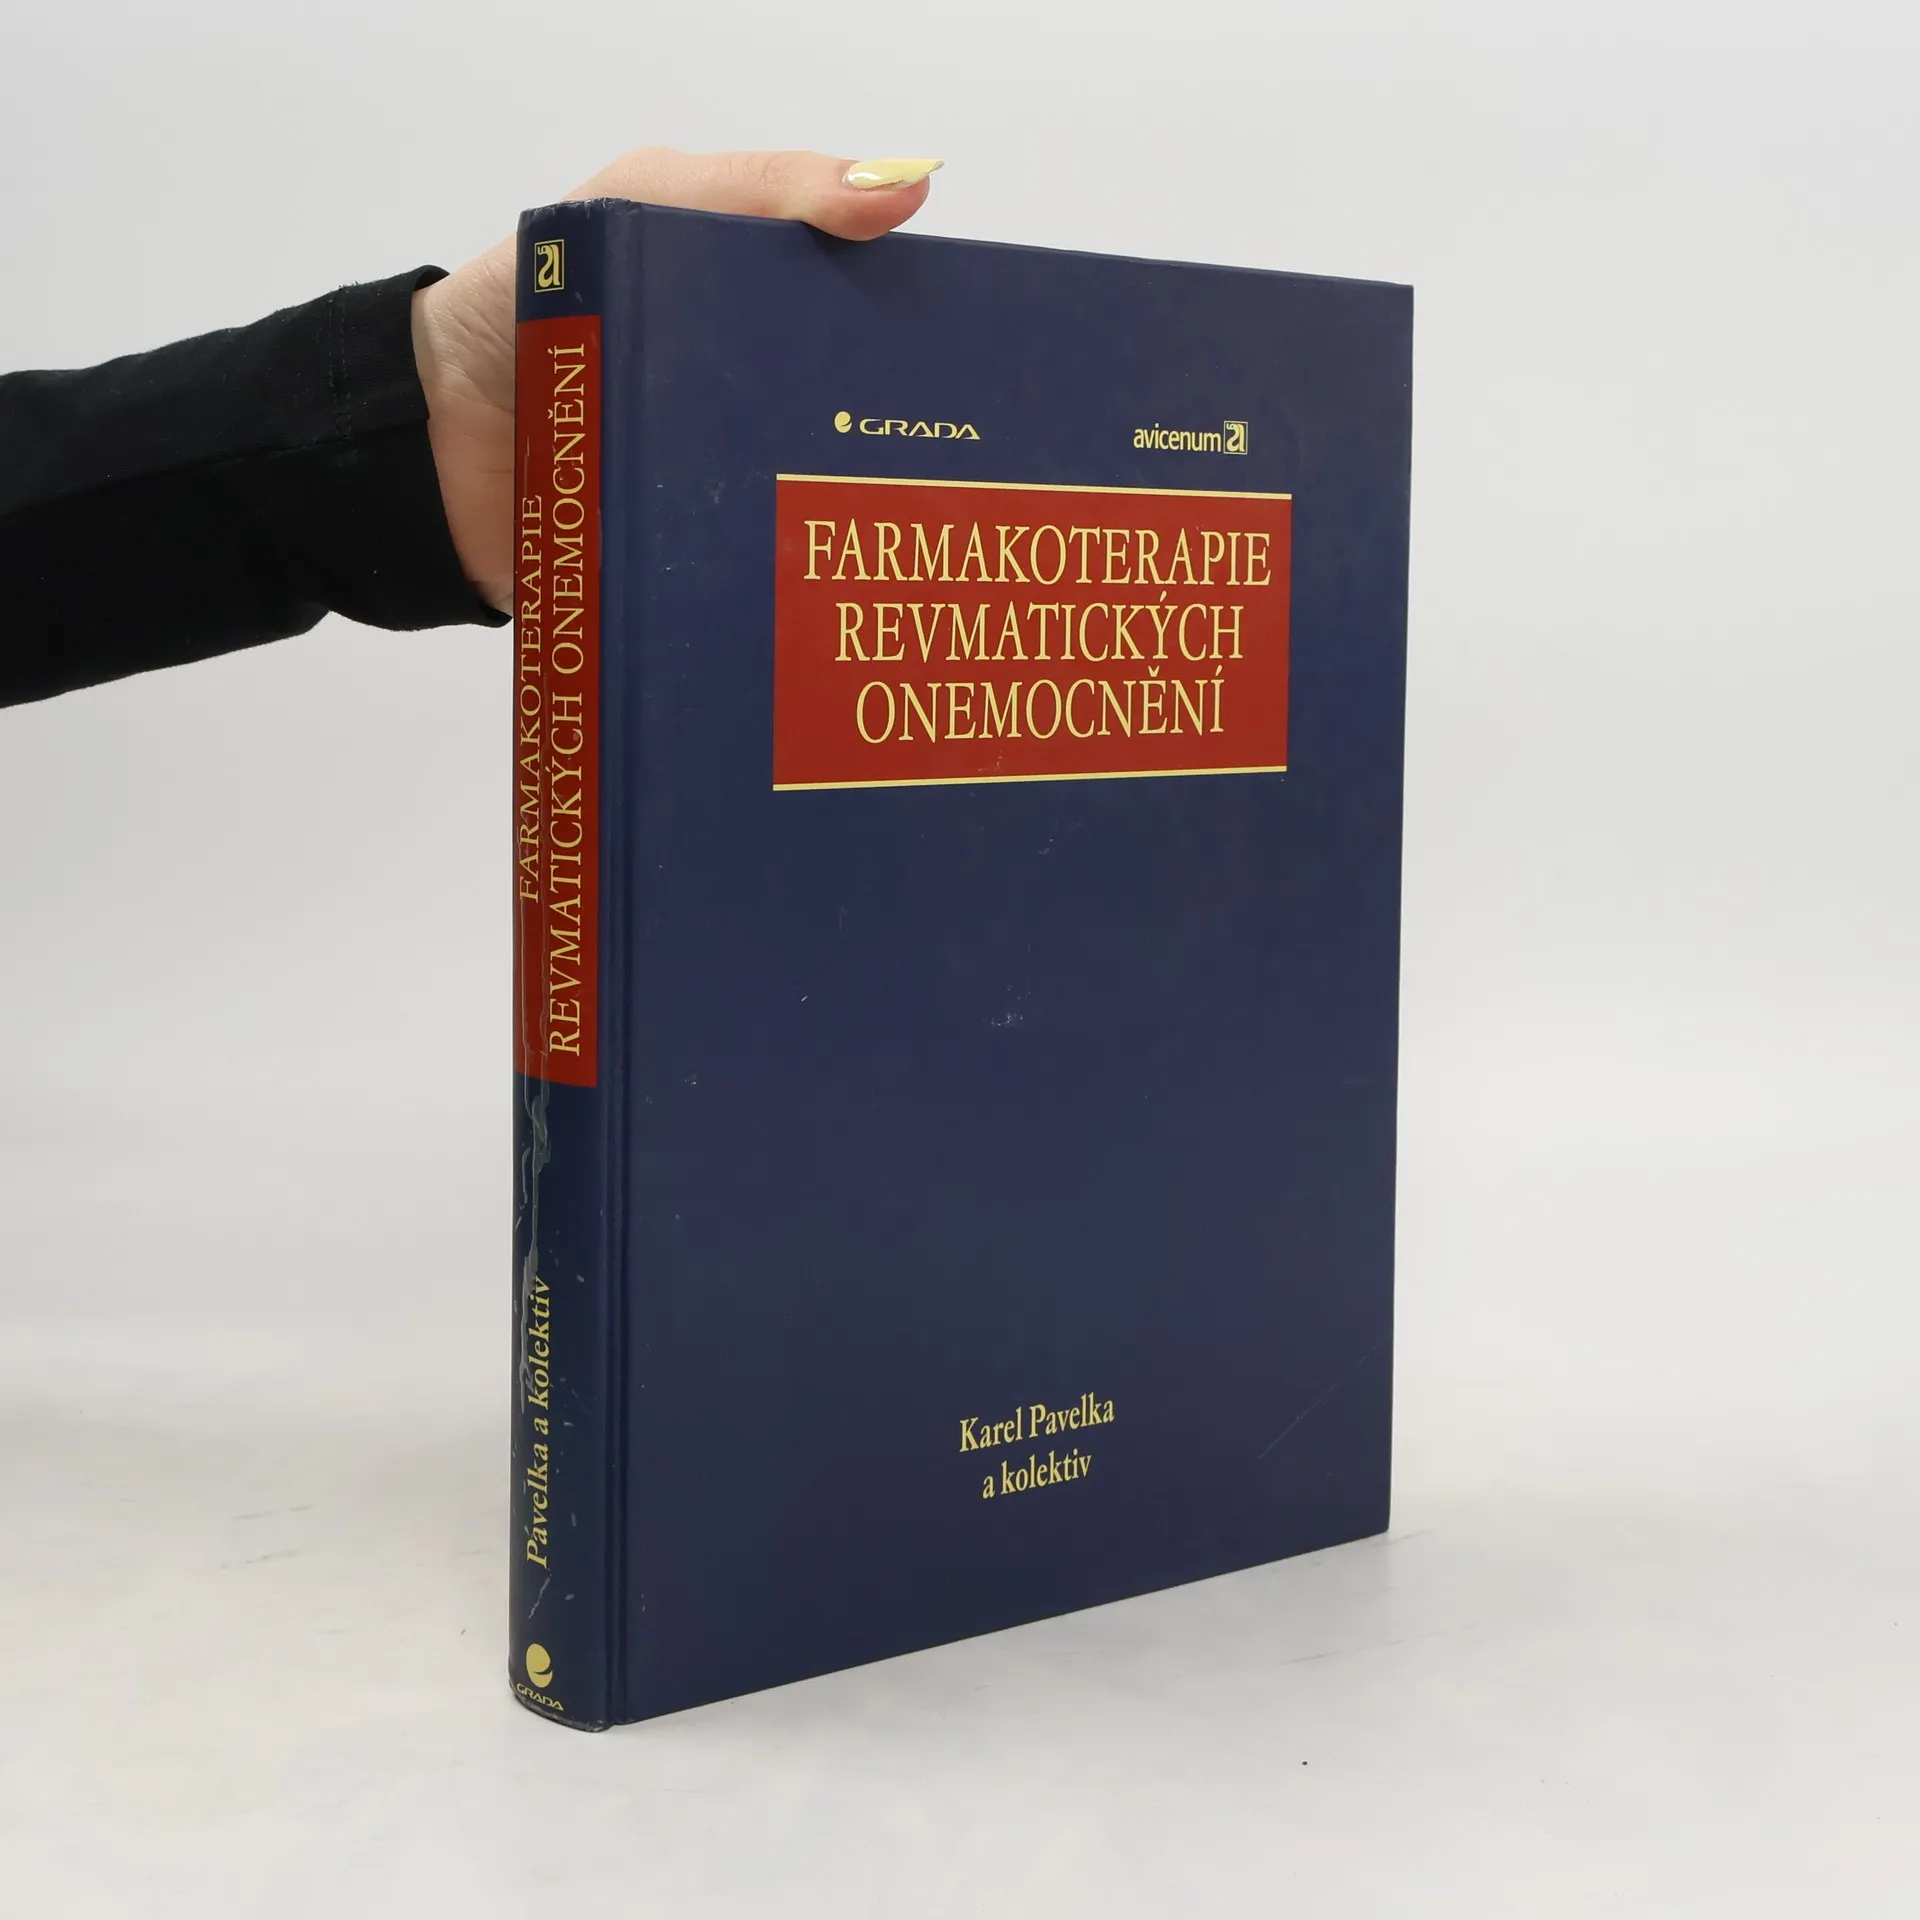 FARMAKOTERAPIE
REVMATICKÝCH ONEMOCNĚNÍ
Pavelka a kolektiv
GRADA
GRADA
avicenum a
FARMAKOTERAPIE
REVMATICKÝCH
ONEMOCNĚNÍ
Karel Pavelka
a kolektiv